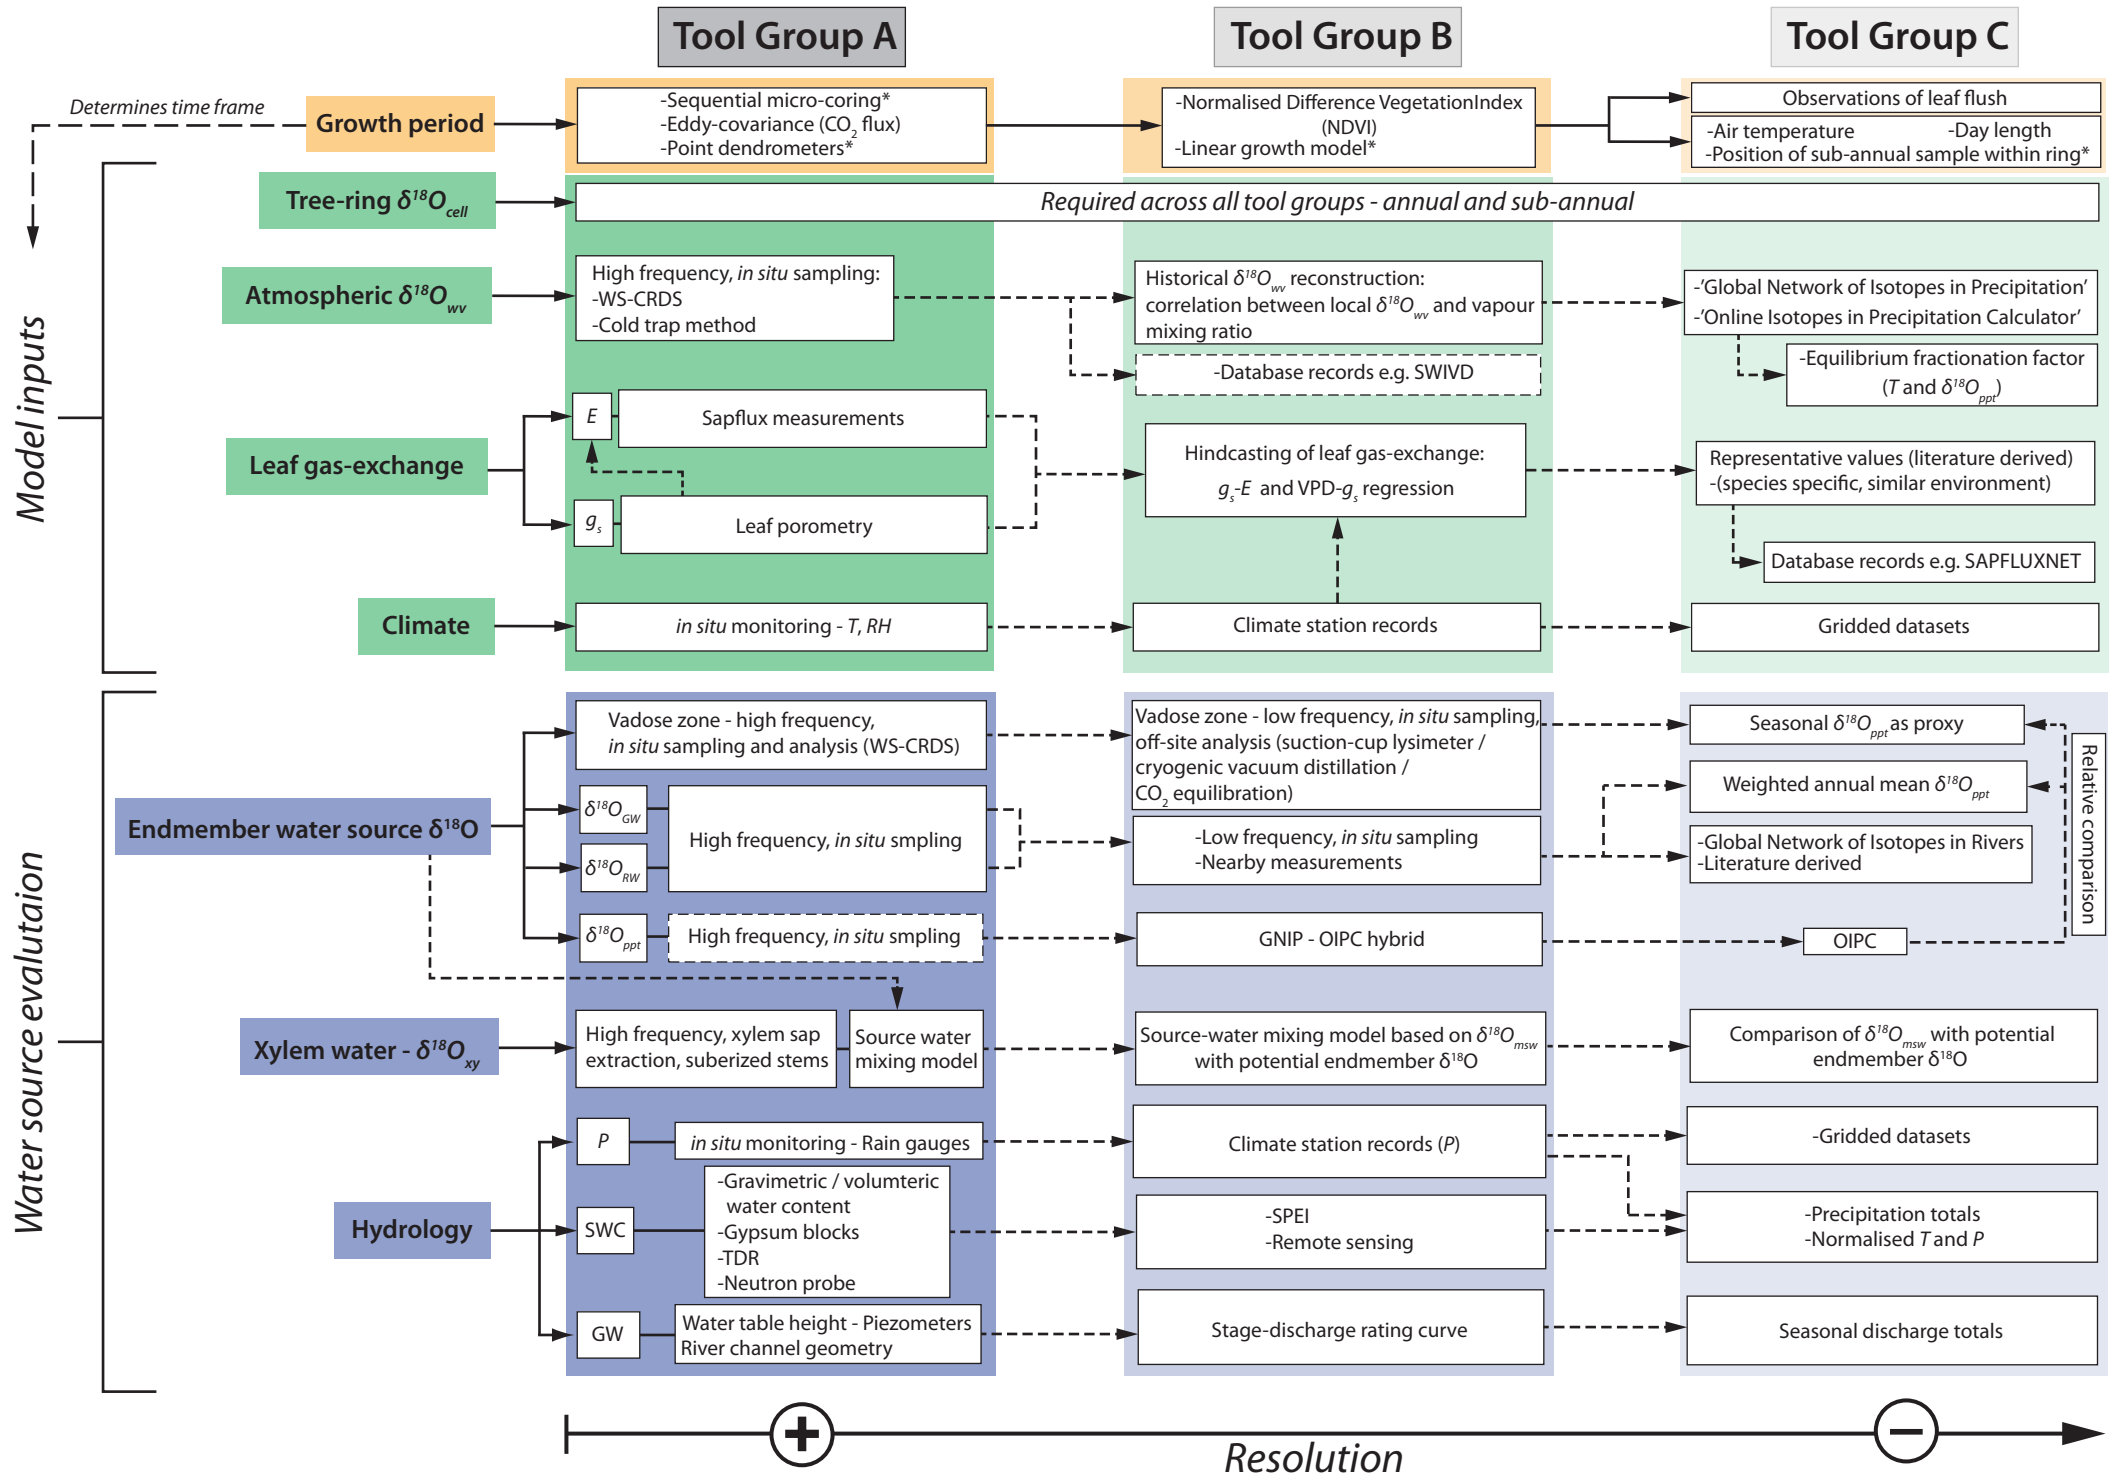 Tool Group A
Tool Group B
Tool Group C
Determines time frame
Growth period
-Sequential micro-coring*
-Eddy-covariance (CO2 flux)
-Point dendrometers*
-Normalised Difference VegetationIndex
(NDVI)
-Linear growth model*
Observations of leaf flush
-Air temperature -Day length
-Position of sub-annual sample within ring*
Model inputs
Tree-ring δ18Ocell
Required across all tool groups - annual and sub-annual
Atmospheric δ18Owv
High frequency, in situ sampling:
-WS-CRDS
-Cold trap method
Historical δ18Owv reconstruction:
correlation between local δ18Owv and vapour
mixing ratio
-Database records e.g. SWIVD
-'Global Network of Isotopes in Precipitation'
-'Online Isotopes in Precipitation Calculator'
-Equilibrium fractionation factor
(T and δ18Oppt)
Leaf gas-exchange
E
Sapflux measurements
gs
Leaf porometry
Hindcasting of leaf gas-exchange:
gs-E and VPD-gs regression
Representative values (literature derived)
-(species specific, similar environment)
Database records e.g. SAPFLUXNET
Climate
in situ monitoring - T, RH
Climate station records
Gridded datasets
Water source evalutaion
Endmember water source δ18O
Vadose zone - high frequency,
in situ sampling and analysis (WS-CRDS)
Vadose zone - low frequency, in situ sampling,
off-site analysis (suction-cup lysimeter /
cryogenic vacuum distillation /
CO2 equilibration)
Seasonal δ18Oppt as proxy
Weighted annual mean δ18Oppt
Relative comparison
δ18OGW
δ18ORW
High frequency, in situ smpling
-Low frequency, in situ sampling
-Nearby measurements
-Global Network of Isotopes in Rivers
-Literature derived
δ18Oppt
High frequency, in situ smpling
GNIP - OIPC hybrid
OIPC
Xylem water - δ18Oxy
High frequency, xylem sap
extraction, suberized stems
Source water
mixing model
Source-water mixing model based on δ18Omsw
with potential endmember δ18O
Comparison of δ18Omsw with potential
endmember δ18O
Hydrology
P
in situ monitoring - Rain gauges
Climate station records (P)
-Gridded datasets
SWC
-Gravimetric / volumteric
water content
-Gypsum blocks
-TDR
-Neutron probe
-SPEI
-Remote sensing
-Precipitation totals
-Normalised T and P
GW
Water table height - Piezometers
River channel geometry
Stage-discharge rating curve
Seasonal discharge totals
+
−
Resolution